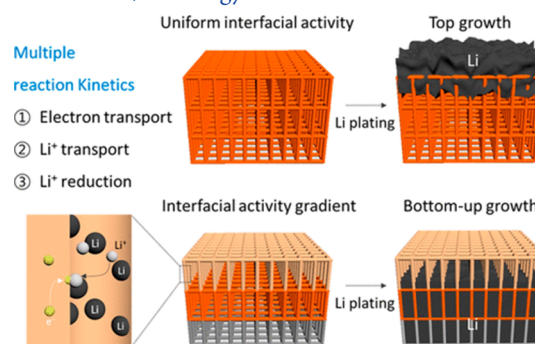 Uniform interfacial activity
Top growth
Multiple
reaction Kinetics
① Electron transport
② Li⁺ transport
③ Li⁺ reduction
Li
Li plating
Interfacial activity gradient
Bottom-up growth
Li
Li⁺
Li
Li
Li
e⁻
Li plating
Li